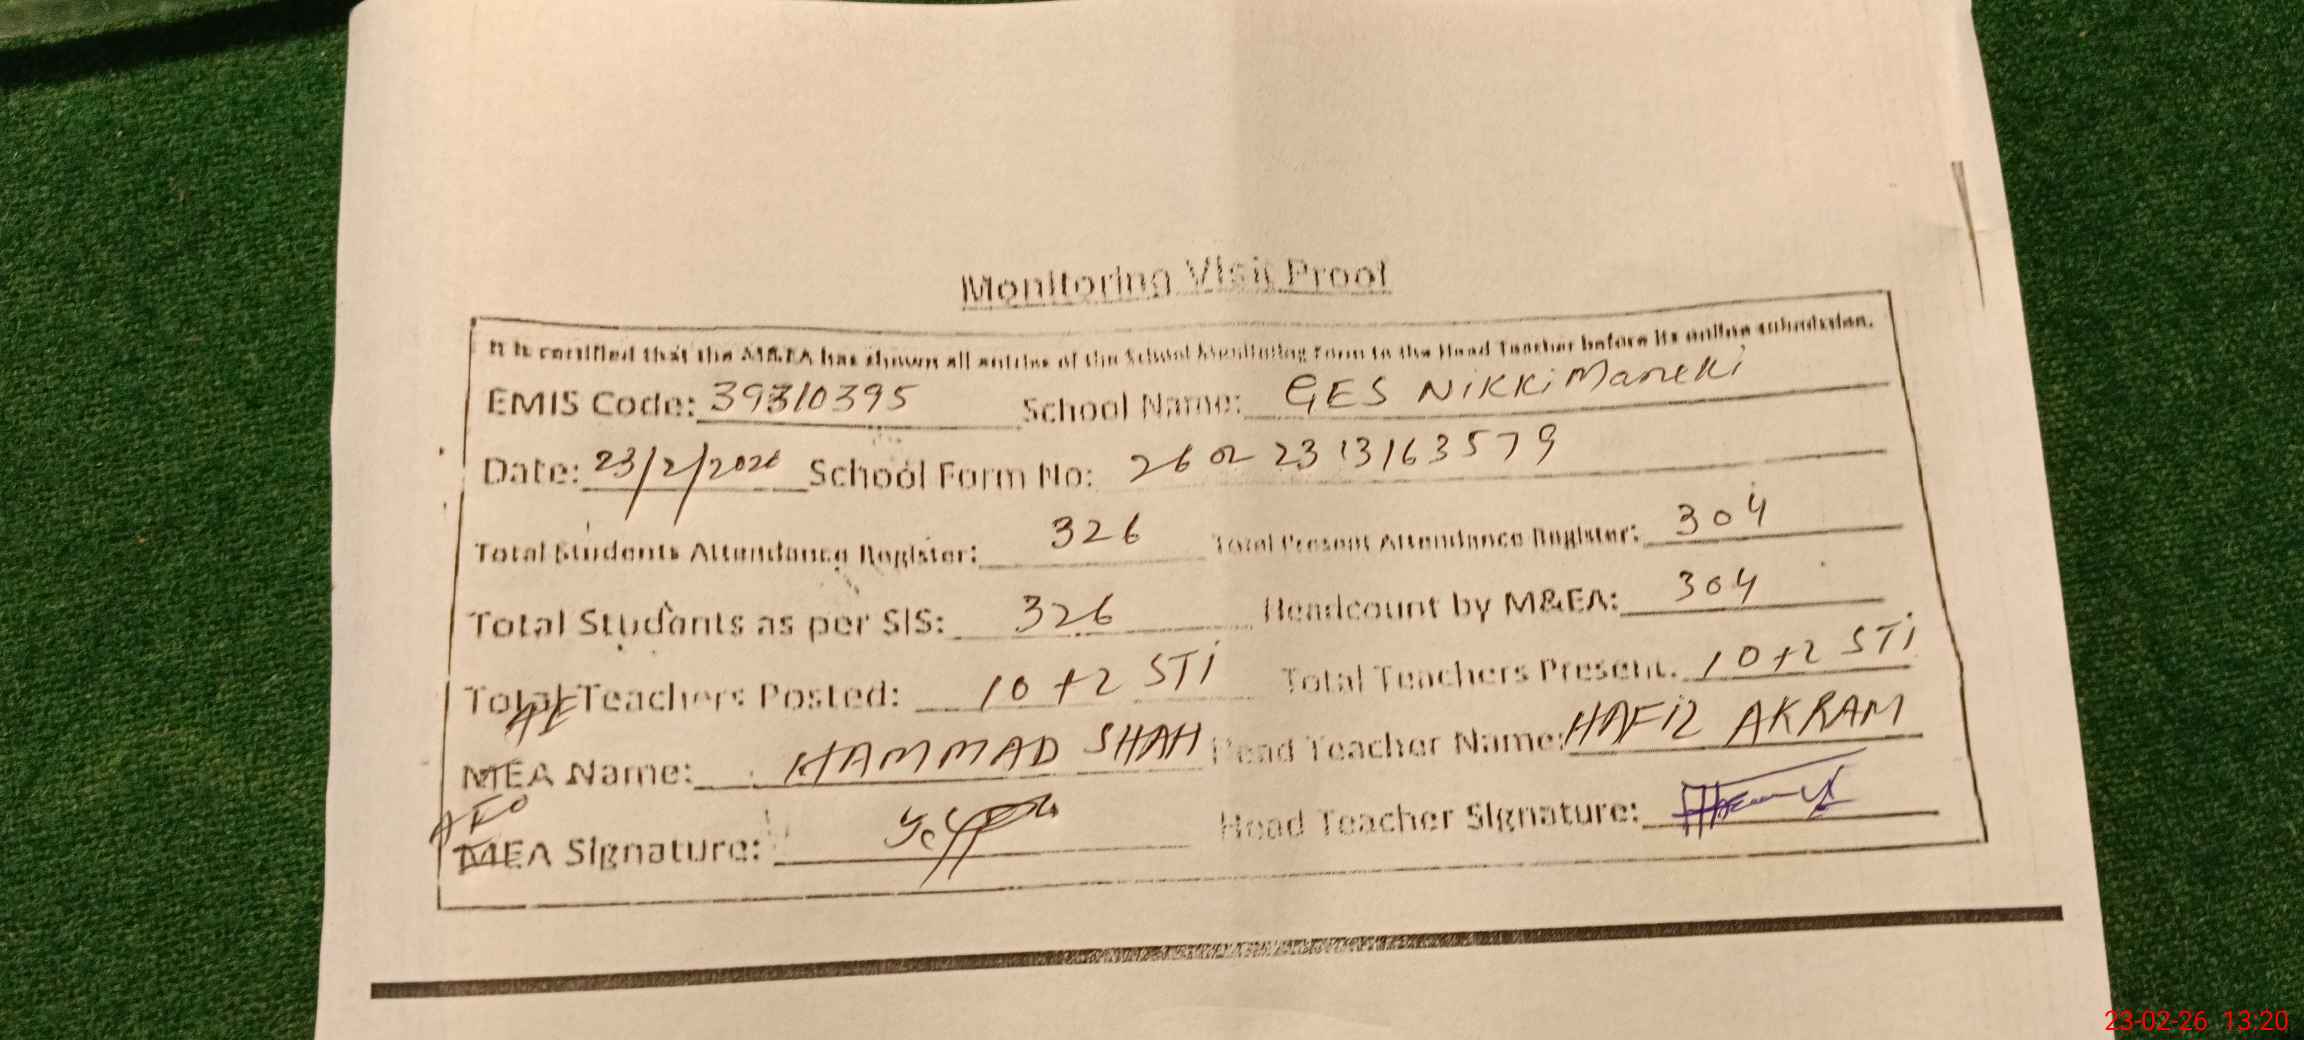 Monitoring Visit Proof
It is certified that the M&EA has shown all entries of the School Monitoring Form to the Head Teacher before its online submission.
EMIS Code: 39310395 School Name: GES Nikki Maneki
Date: 23/2/2026 School Form No: 26 02 23 13163579
Total Students Attendance Register: 326 Total Present Attendance Register: 304
Total Students as per SIS: 326 Headcount by M&EA: 304
Total Teachers Posted: 10+2 STi Total Teachers Present: 10+2 STi
MEA Name: HAMMAD SHAH Head Teacher Name: HAFIZ AKRAM
AEO
MEA Signature: Head Teacher Signature:
23-02-26 13:20